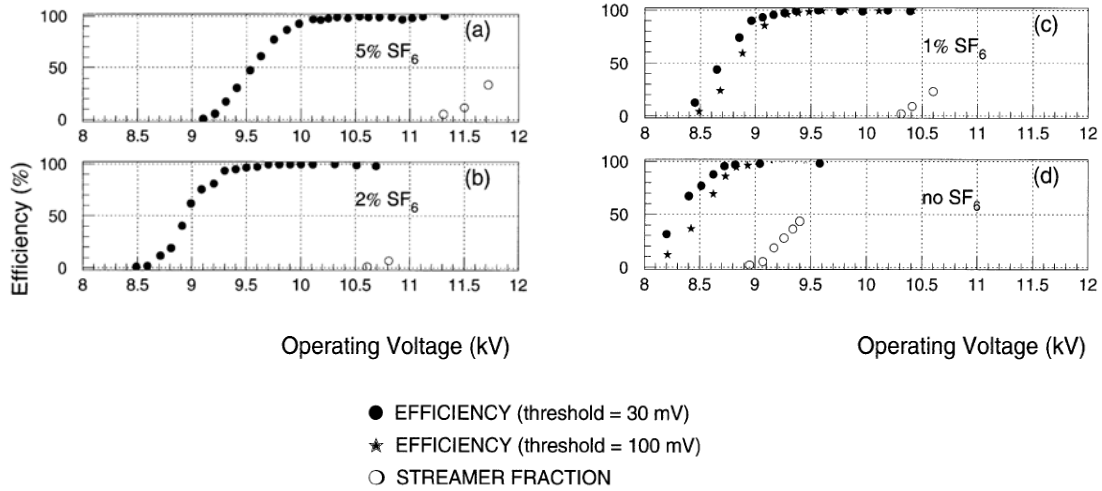 100
(a)
5% SF6
50
0
8 8.5 9 9.5 10 10.5 11 11.5 12
100
(b)
2% SF6
50
0
8 8.5 9 9.5 10 10.5 11 11.5 12
Efficiency (%)
Operating Voltage (kV)
100
(c)
1% SF6
50
0
8 8.5 9 9.5 10 10.5 11 11.5 12
100
(d)
no SF6
50
0
8 8.5 9 9.5 10 10.5 11 11.5 12
Operating Voltage (kV)
EFFICIENCY (threshold = 30 mV)
EFFICIENCY (threshold = 100 mV)
STREAMER FRACTION